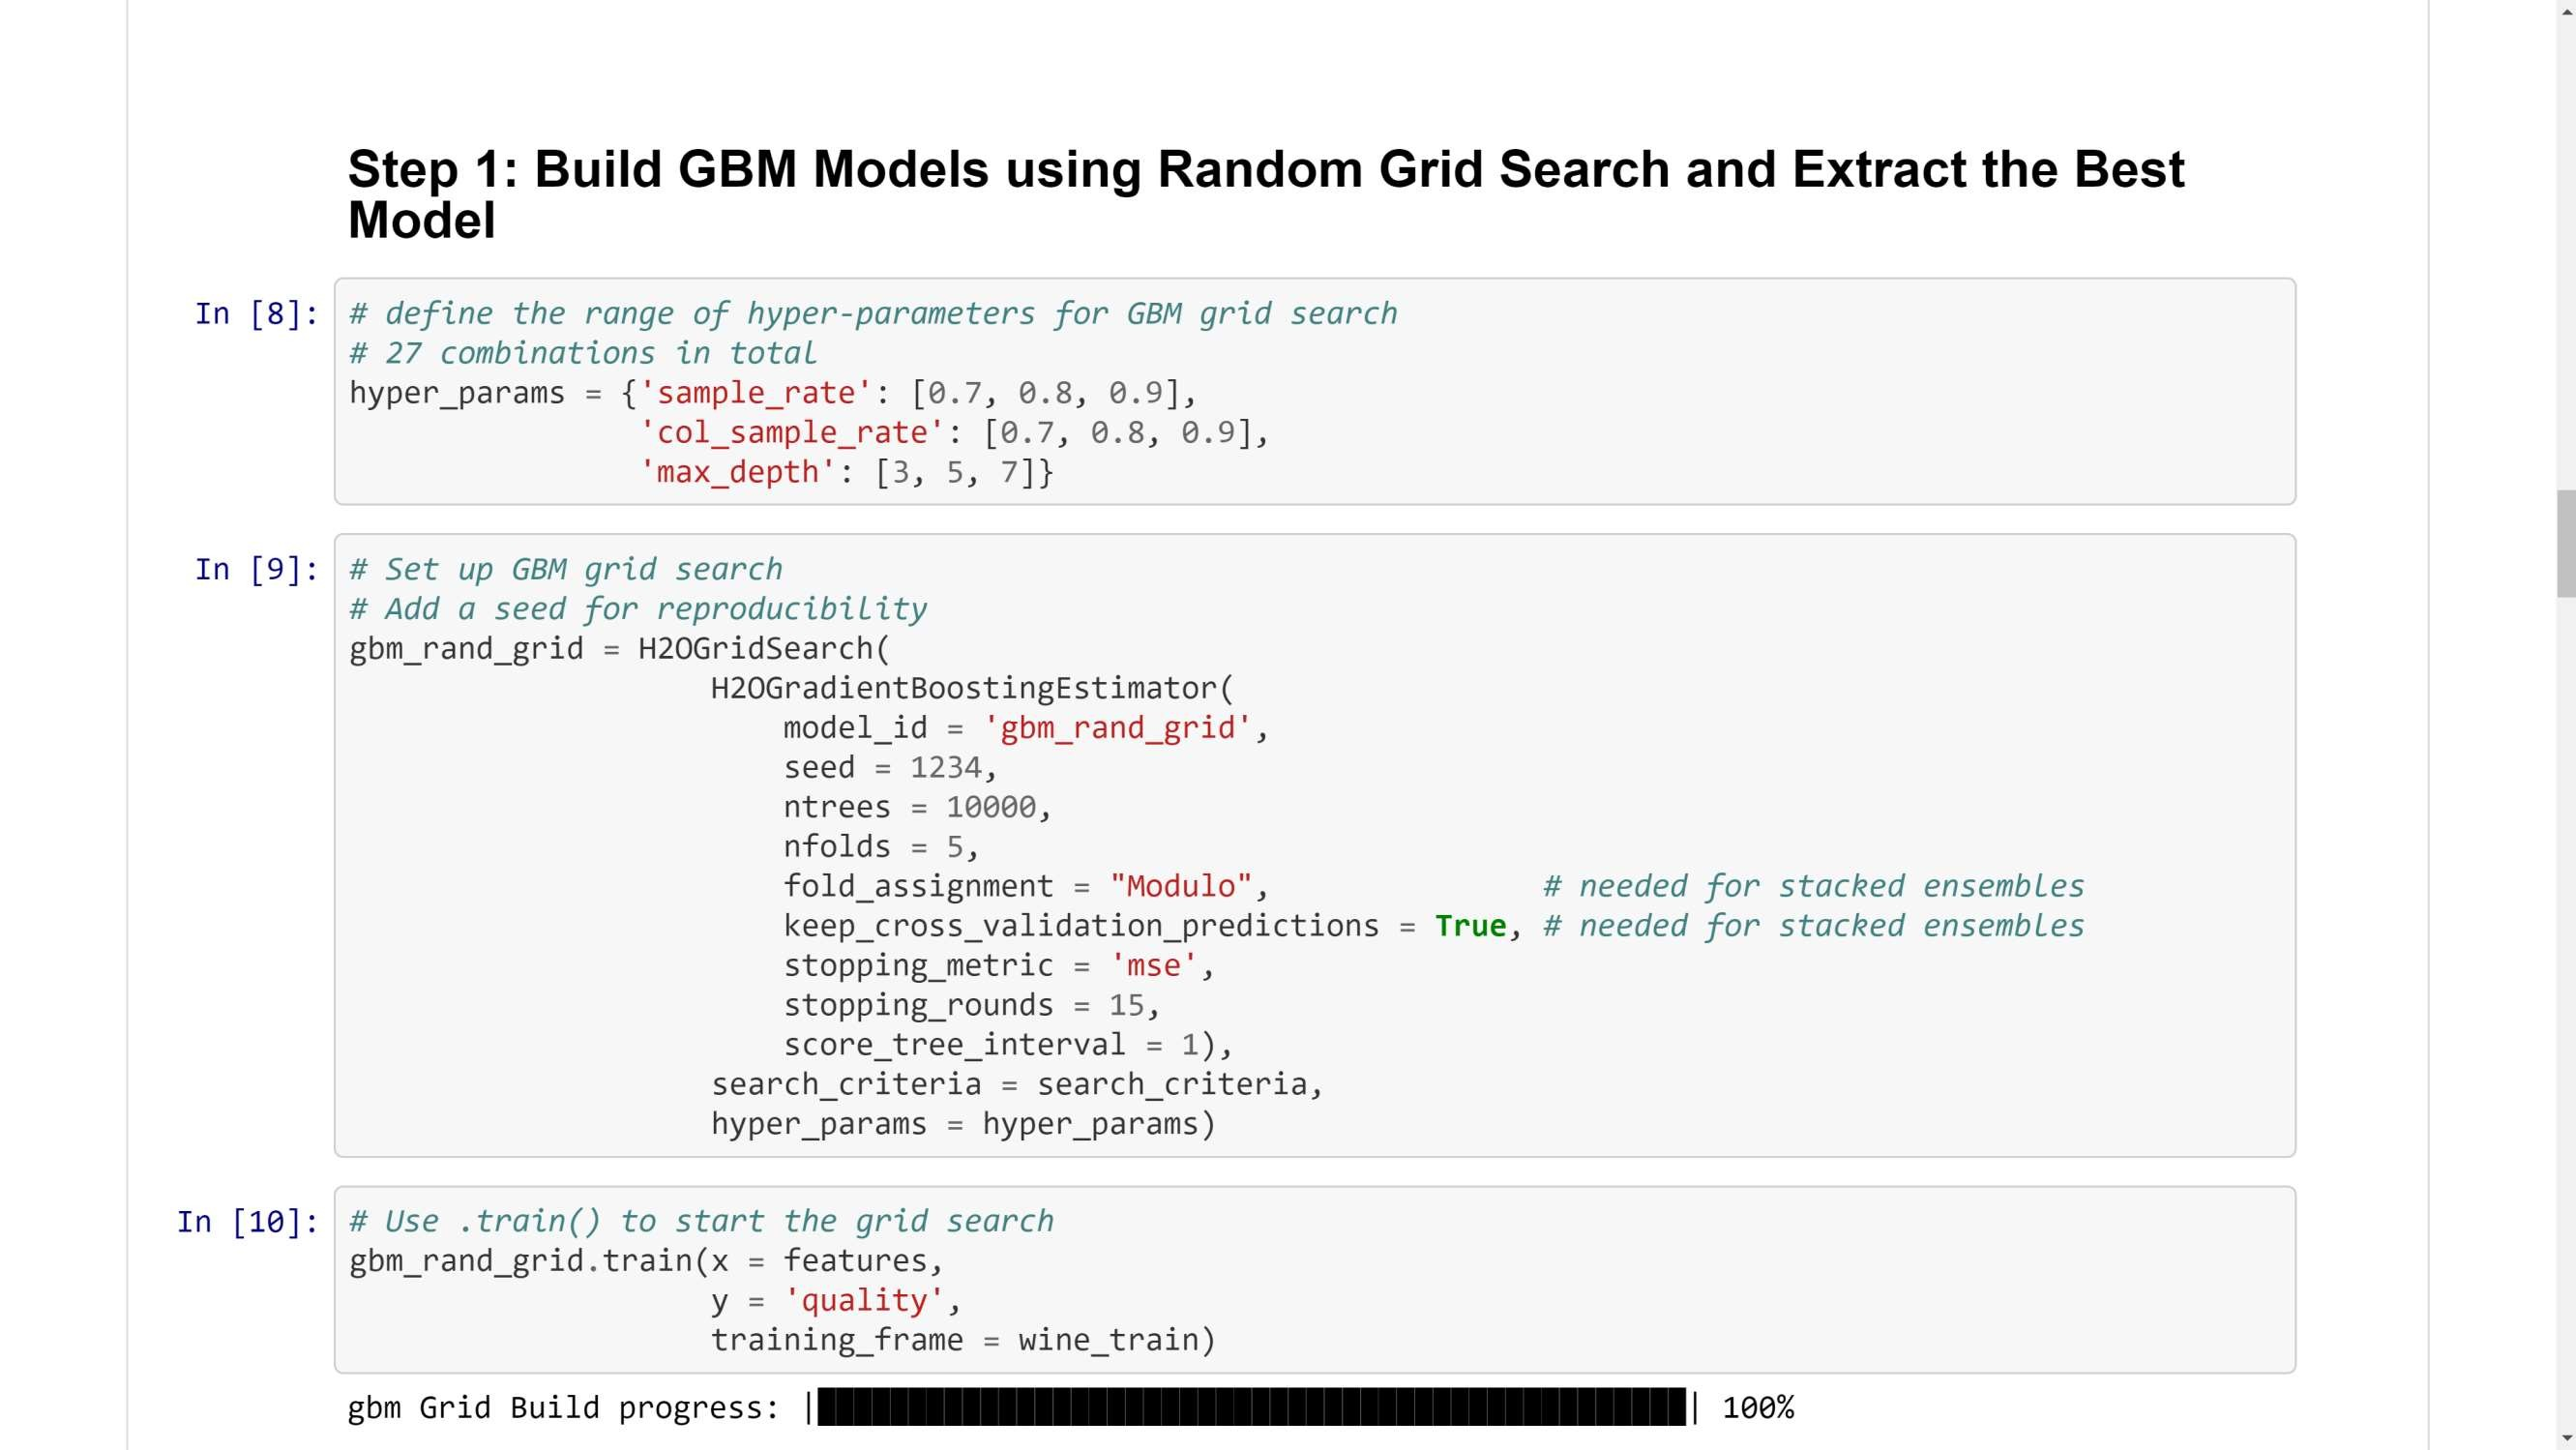 Step 1: Build GBM Models using Random Grid Search and Extract the Best
Model
In [8]:
# define the range of hyper-parameters for GBM grid search
# 27 combinations in total
hyper_params = {'sample_rate': [0.7, 0.8, 0.9],
                'col_sample_rate': [0.7, 0.8, 0.9],
                'max_depth': [3, 5, 7]}
In [9]:
# Set up GBM grid search
# Add a seed for reproducibility
gbm_rand_grid = H2OGridSearch(
                    H2OGradientBoostingEstimator(
                        model_id = 'gbm_rand_grid',
                        seed = 1234,
                        ntrees = 10000,
                        nfolds = 5,
                        fold_assignment = "Modulo",               # needed for stacked ensembles
                        keep_cross_validation_predictions = True, # needed for stacked ensembles
                        stopping_metric = 'mse',
                        stopping_rounds = 15,
                        score_tree_interval = 1),
                    search_criteria = search_criteria,
                    hyper_params = hyper_params)
In [10]:
# Use .train() to start the grid search
gbm_rand_grid.train(x = features,
                    y = 'quality',
                    training_frame = wine_train)
gbm Grid Build progress: |████████████████████████████████████████████████| 100%